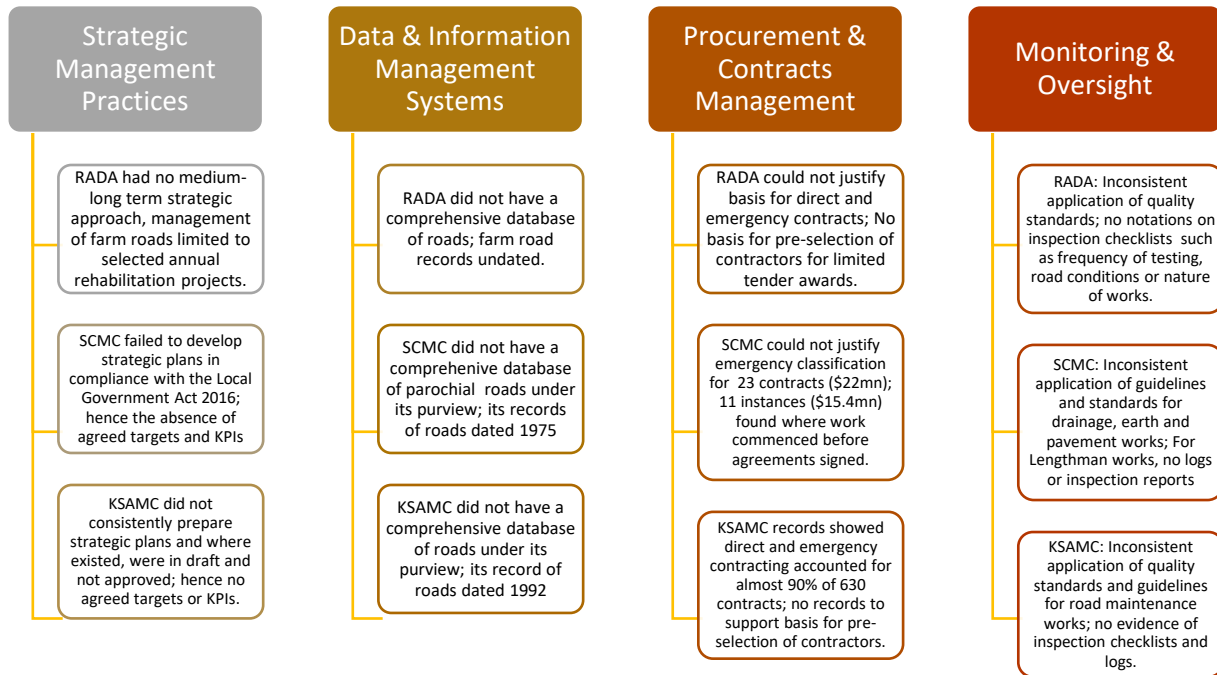 Strategic
Management
Practices
RADA had no medium-
long term strategic
approach, management
of farm roads limited to
selected annual
rehabilitation projects.
SCMC failed to develop
strategic plans in
compliance with the Local
Government Act 2016;
hence the absence of
agreed targets and KPIs
KSAMC did not
consistently prepare
strategic plans and where
existed, were in draft and
not approved; hence no
agreed targets or KPIs.
Data & Information
Management
Systems
RADA did not have a
comprehensive database
of roads; farm road
records undated.
SCMC did not have a
comprehenive database
of parochial roads under
its purview; its records
of roads dated 1975
KSAMC did not have a
comprehensive database
of roads under its
purview; its record of
roads dated 1992
Procurement &
Contracts
Management
RADA could not justify
basis for direct and
emergency contracts; No
basis for pre-selection of
contractors for limited
tender awards.
SCMC could not justify
emergency classification
for 23 contracts ($22mn);
11 instances ($15.4mn)
found where work
commenced before
agreements signed.
KSAMC records showed
direct and emergency
contracting accounted for
almost 90% of 630
contracts; no records to
support basis for pre-
selection of contractors.
Monitoring &
Oversight
RADA: Inconsistent
application of quality
standards; no notations on
inspection checklists such
as frequency of testing,
road conditions or nature
of works.
SCMC: Inconsistent
application of guidelines
and standards for
drainage, earth and
pavement works; For
Lengthman works, no logs
or inspection reports
KSAMC: Inconsistent
application of quality
standards and guidelines
for road maintenance
works; no evidence of
inspection checklists and
logs.